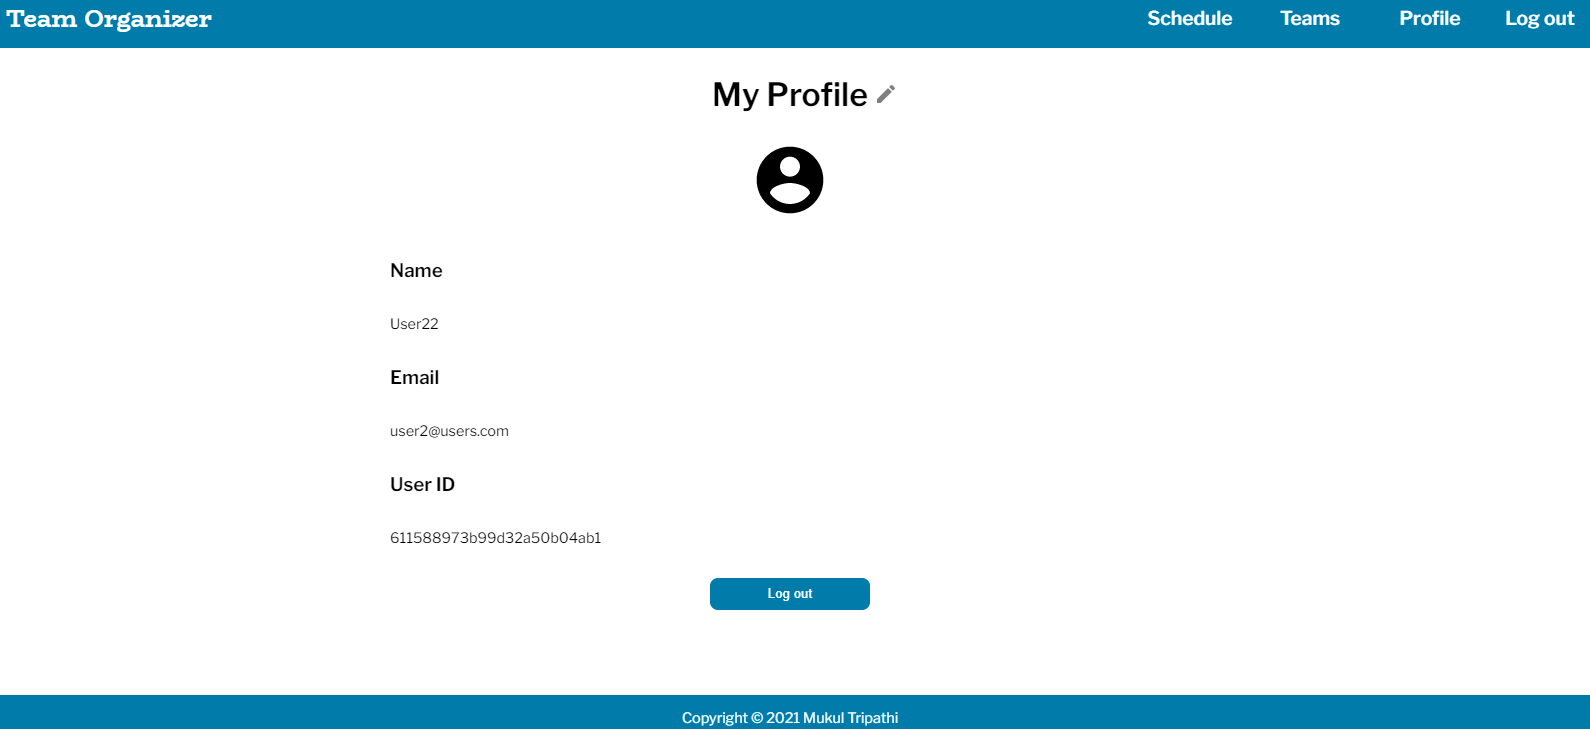 Team Organizer Schedule Teams Profile Log out
My Profile
Name
User22
Email
user2@users.com
User ID
611588973b99d32a50b04ab1
Log out
Copyright © 2021 Mukul Tripathi